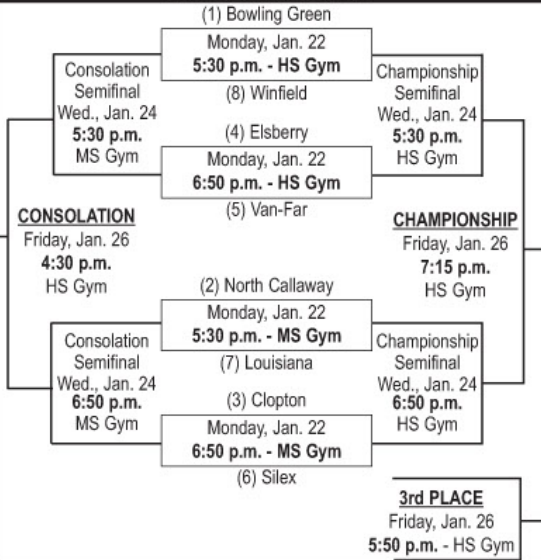 (1) Bowling Green
Monday, Jan. 22
5:30 p.m. - HS Gym
(8) Winfield
Consolation
Semifinal
Wed., Jan. 24
5:30 p.m.
MS Gym
Championship
Semifinal
Wed., Jan. 24
5:30 p.m.
HS Gym
(4) Elsberry
Monday, Jan. 22
6:50 p.m. - HS Gym
(5) Van-Far
CONSOLATION
Friday, Jan. 26
4:30 p.m.
HS Gym
CHAMPIONSHIP
Friday, Jan. 26
7:15 p.m.
HS Gym
(2) North Callaway
Monday, Jan. 22
5:30 p.m. - MS Gym
(7) Louisiana
Consolation
Semifinal
Wed., Jan. 24
6:50 p.m.
MS Gym
Championship
Semifinal
Wed., Jan. 24
6:50 p.m.
HS Gym
(3) Clopton
Monday, Jan. 22
6:50 p.m. - MS Gym
(6) Silex
3rd PLACE
Friday, Jan. 26
5:50 p.m. - HS Gym